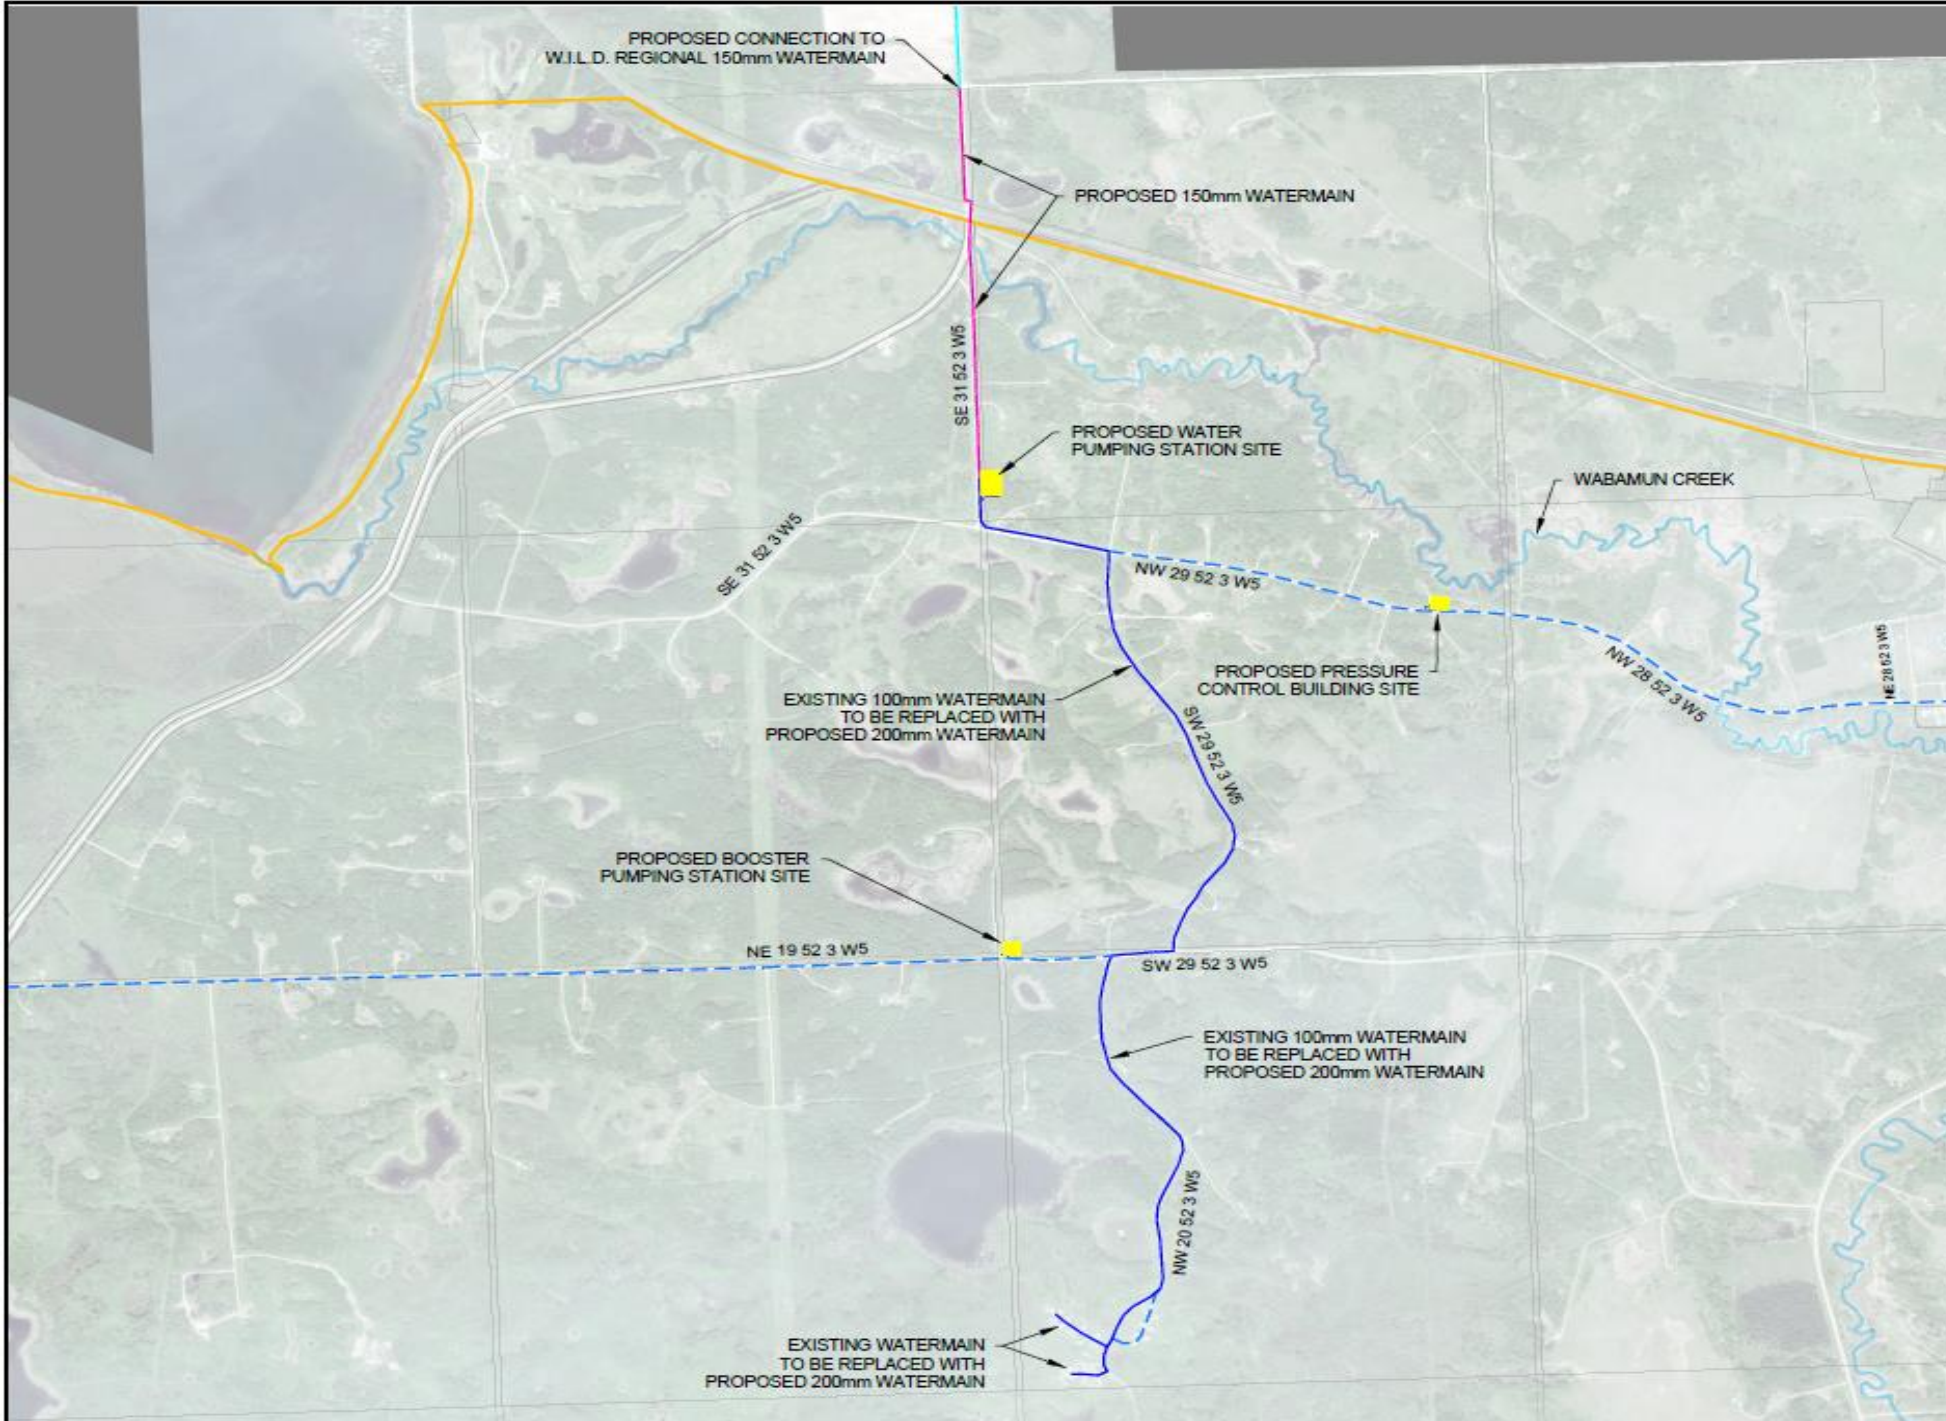 PROPOSED CONNECTION TO
W.I.L.D. REGIONAL 150mm WATERMAIN
PROPOSED 150mm WATERMAIN
SE 31 52 3 W5
PROPOSED WATER
PUMPING STATION SITE
WABAMUN CREEK
SE 31 52 3 W5
NW 29 52 3 W5
PROPOSED PRESSURE
CONTROL BUILDING SITE
NW 28 52 3 W5
NE 28 52 3 W5
EXISTING 100mm WATERMAIN
TO BE REPLACED WITH
PROPOSED 200mm WATERMAIN
SW 29 52 3 W5
PROPOSED BOOSTER
PUMPING STATION SITE
NE 19 52 3 W5
SW 29 52 3 W5
EXISTING 100mm WATERMAIN
TO BE REPLACED WITH
PROPOSED 200mm WATERMAIN
NW 20 52 3 W5
EXISTING WATERMAIN
TO BE REPLACED WITH
PROPOSED 200mm WATERMAIN